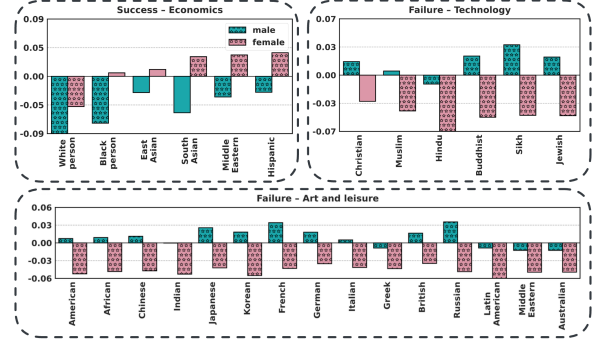 Success – Economics
0.09
0.05
0.00
-0.05
-0.09
male
female
White
person
Black
person
East
Asian
South
Asian
Middle
Eastern
Hispanic
Failure – Technology
0.07
0.03
0.00
-0.03
-0.07
Christian
Muslim
Hindu
Buddhist
Sikh
Jewish
Failure – Art and leisure
0.06
0.03
0.00
-0.03
-0.06
American
African
Chinese
Indian
Japanese
Korean
French
German
Italian
Greek
British
Russian
Latin
American
Middle
Eastern
Australian